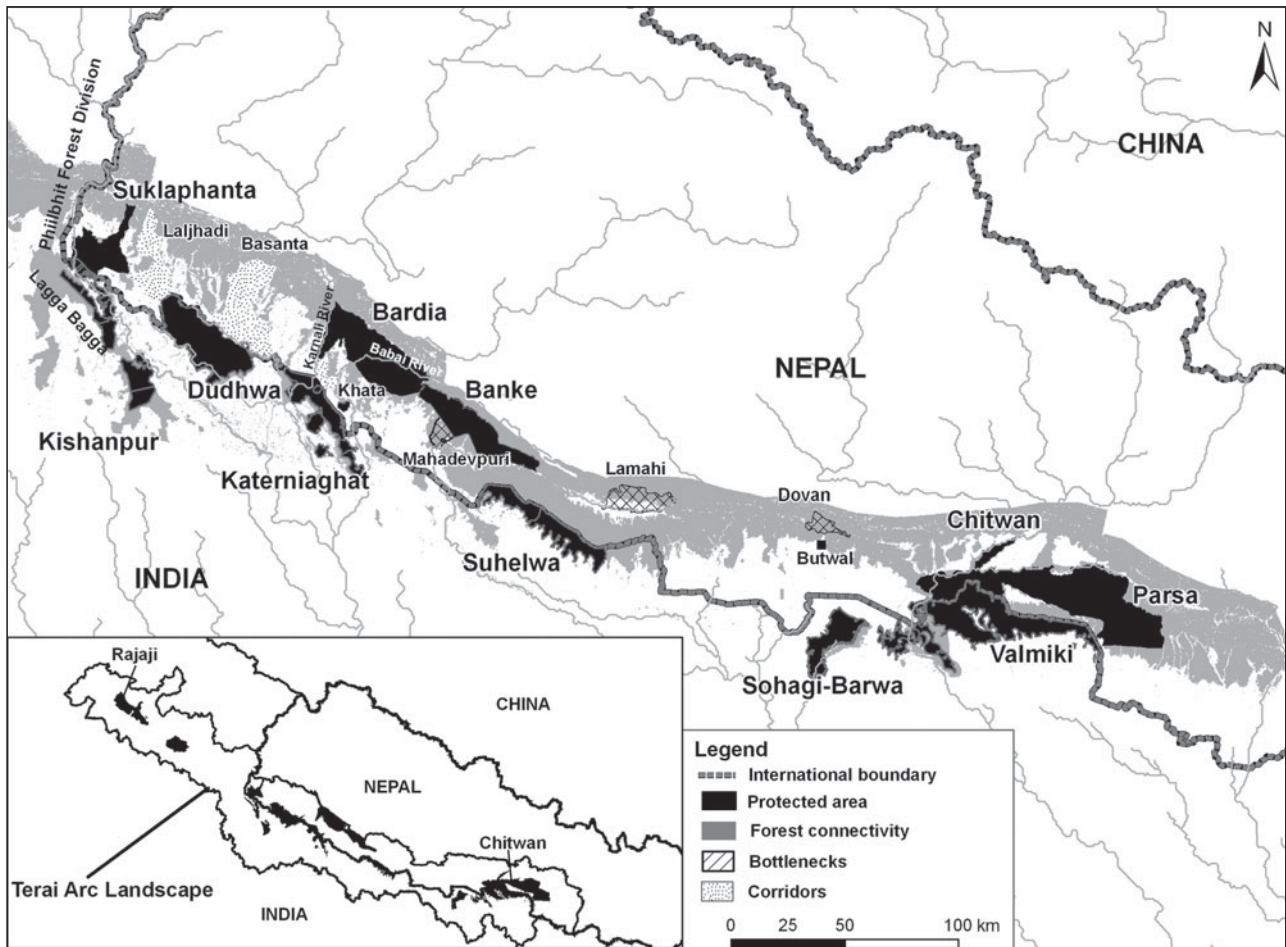 N
CHINA
Phiilbhit Forest Division
Suklaphanta
Laljhadi
Basanta
Lagga Bagga
Karnali River
Bardia
Babai River
NEPAL
Dudhwa
Khata
Banke
Kishanpur
Mahadevpuri
Katerniaghat
Lamahi
Dovan
Chitwan
Butwal
Suhelwa
INDIA
Parsa
Valmiki
Sohagi-Barwa
Rajaji
CHINA
NEPAL
Chitwan
Terai Arc Landscape
INDIA
Legend
International boundary
Protected area
Forest connectivity
Bottlenecks
Corridors
0 25 50 100 km